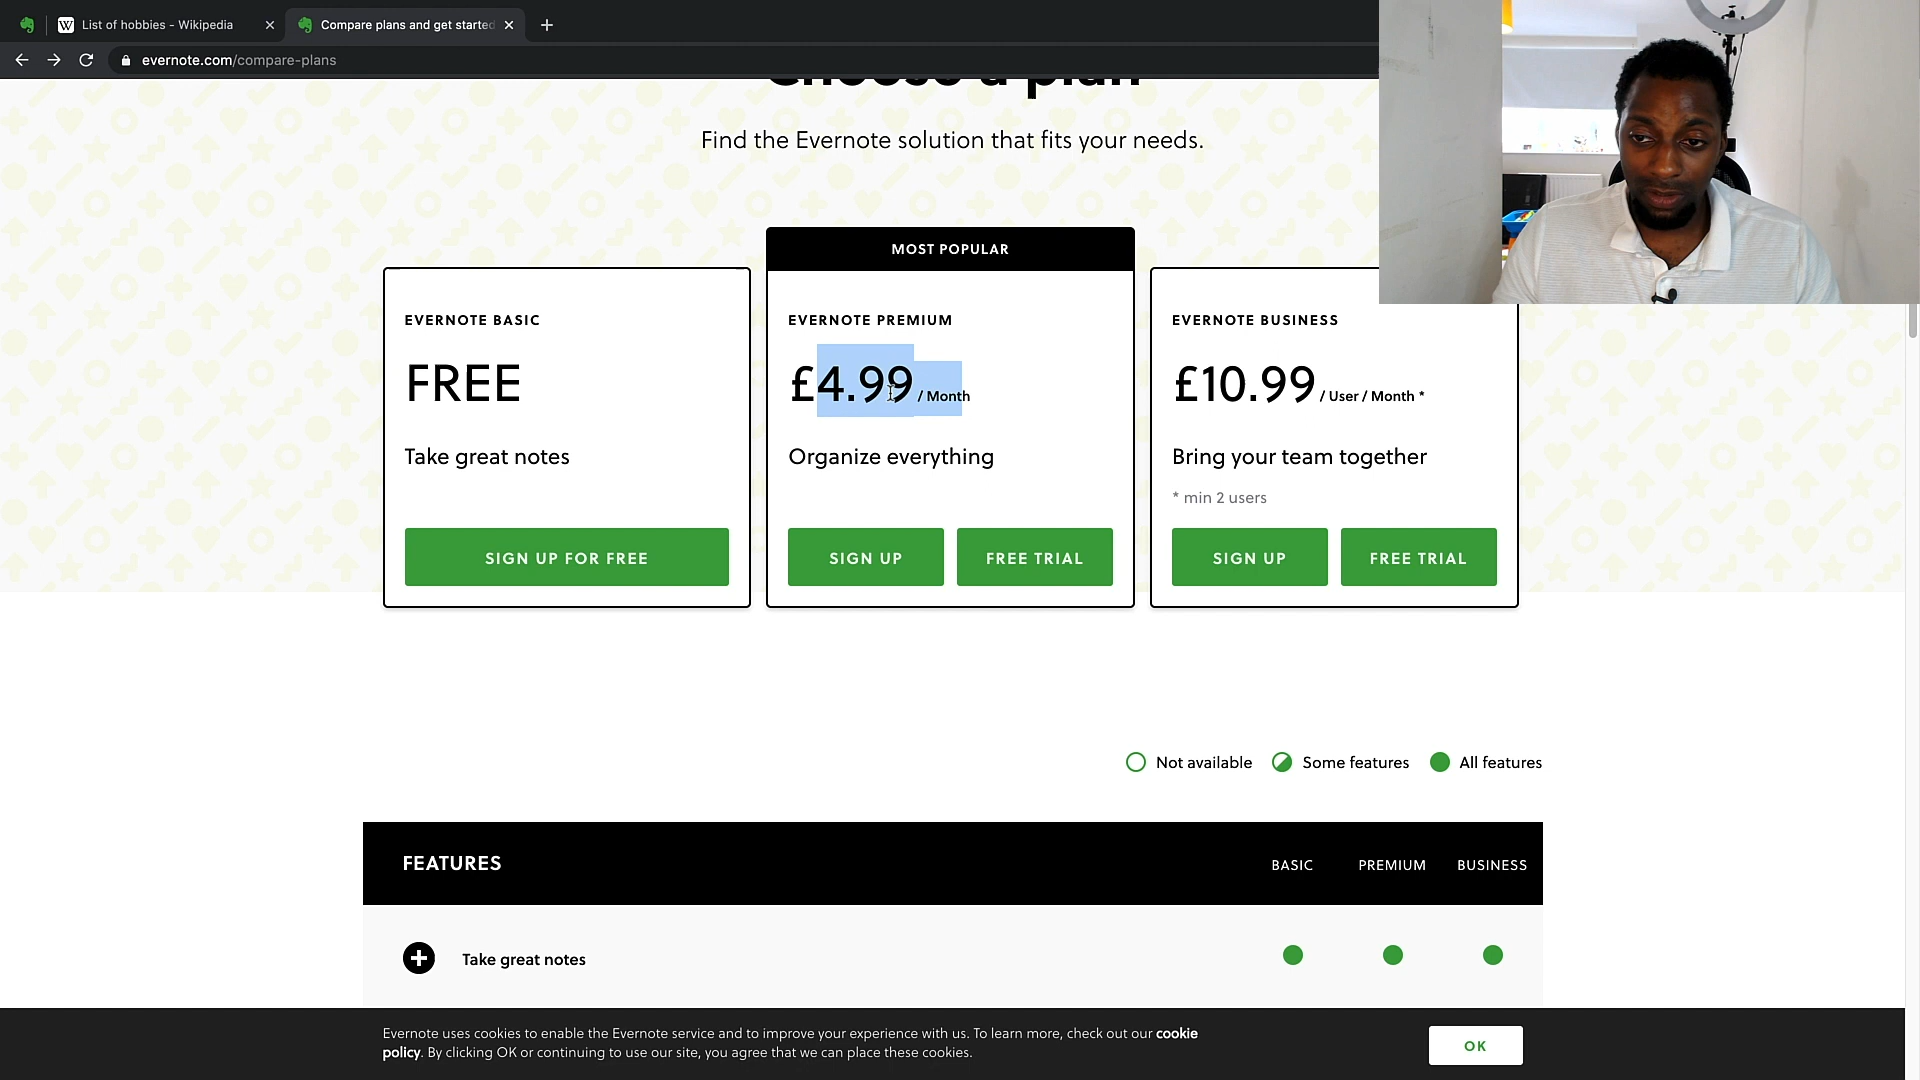 List of hobbies - Wikipedia
Compare plans and get started
evernote.com/compare-plans
Choose a plan
Find the Evernote solution that fits your needs.
MOST POPULAR
EVERNOTE BASIC
FREE
Take great notes
SIGN UP FOR FREE
EVERNOTE PREMIUM
£4.99 / Month
Organize everything
SIGN UP
FREE TRIAL
EVERNOTE BUSINESS
£10.99 / User / Month *
Bring your team together
* min 2 users
SIGN UP
FREE TRIAL
Not available
Some features
All features
FEATURES
BASIC
PREMIUM
BUSINESS
Take great notes
Evernote uses cookies to enable the Evernote service and to improve your experience with us. To learn more, check out our cookie
policy. By clicking OK or continuing to use our site, you agree that we can place these cookies.
OK